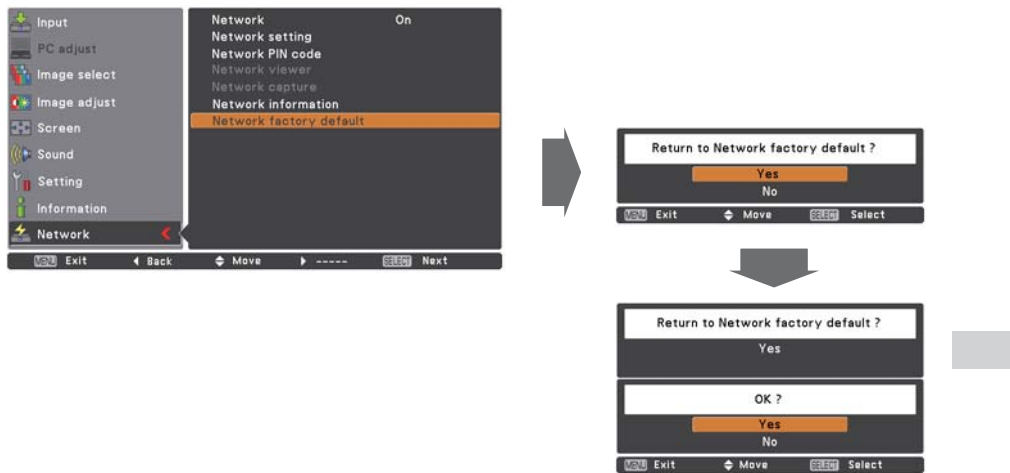 Input
PC adjust
Image select
Image adjust
Screen
Sound
Setting
Information
Network
Network On
Network setting
Network PIN code
Network viewer
Network capture
Network information
Network factory default
MENU Exit Back Move ----- SELECT Next
Return to Network factory default ?
Yes
No
MENU Exit Move SELECT Select
Return to Network factory default ?
Yes
OK ?
Yes
No
MENU Exit Move SELECT Select